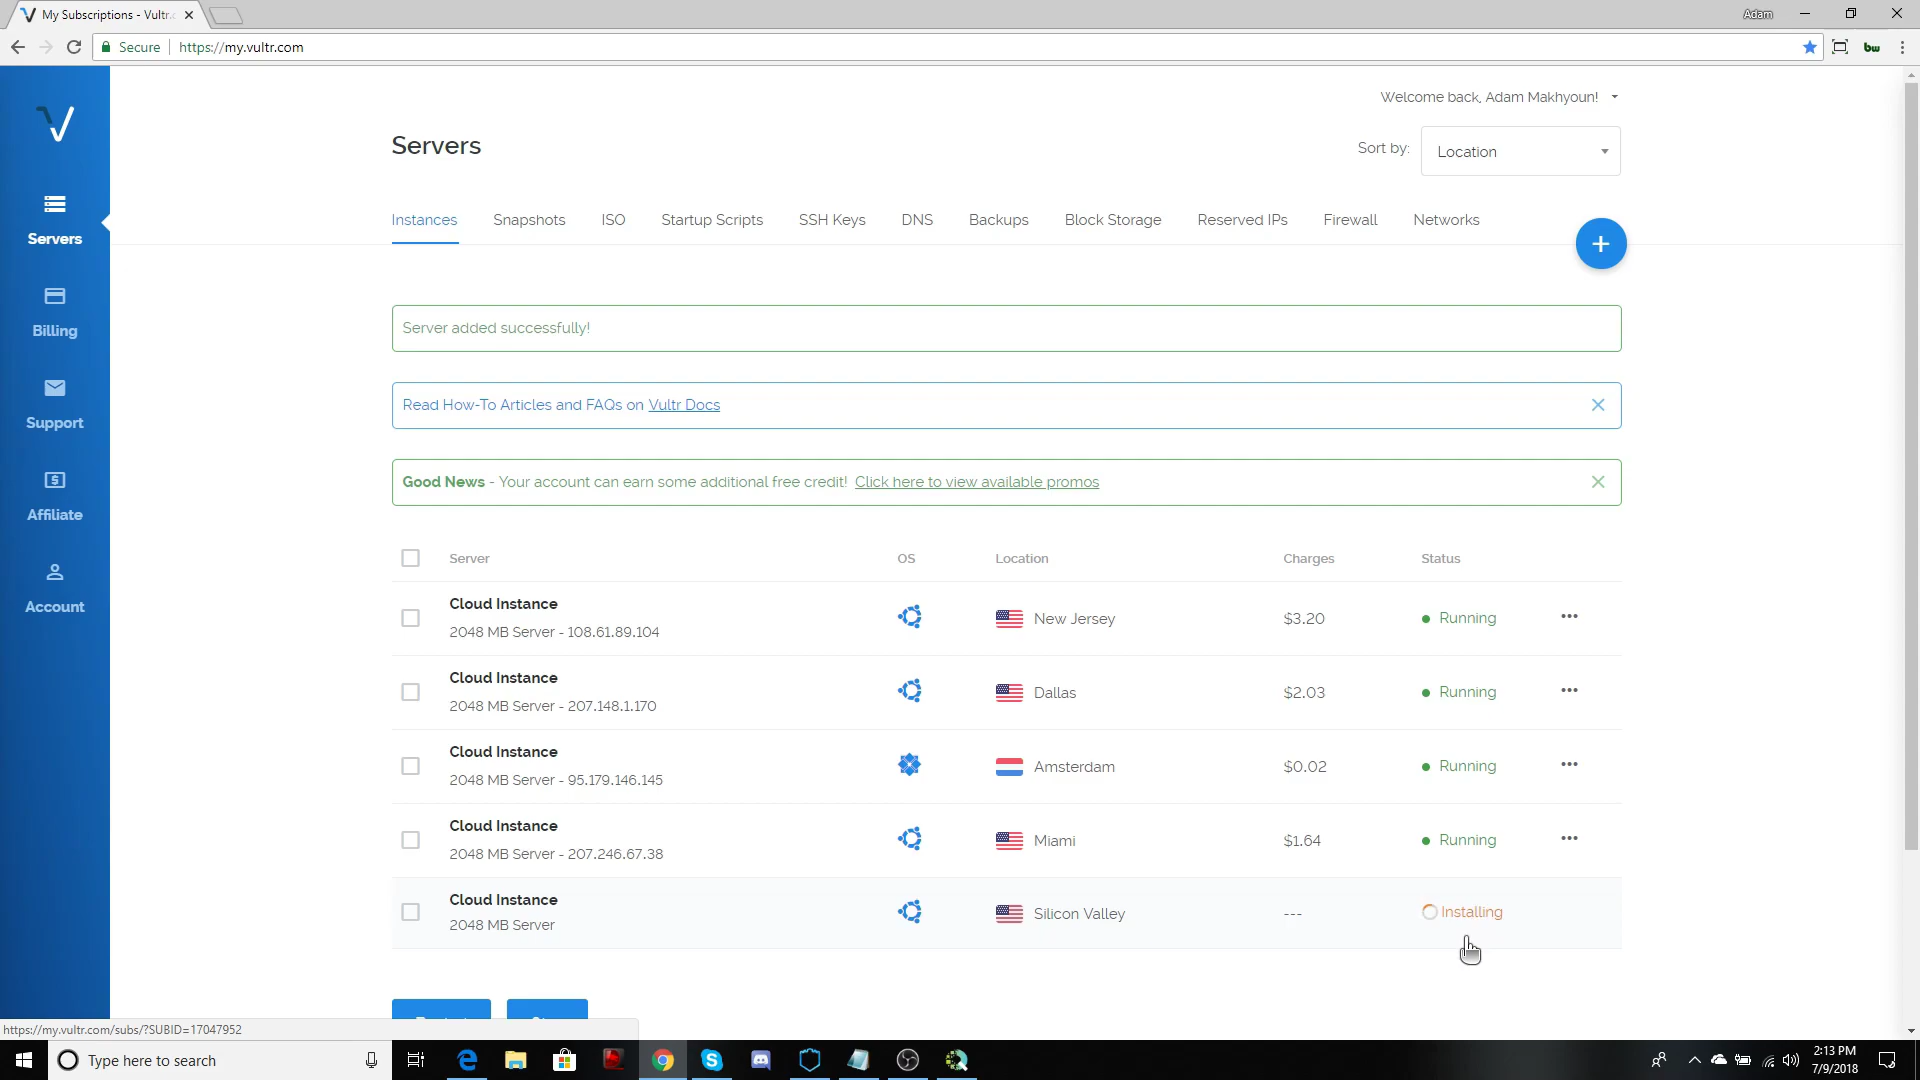 My Subscriptions - Vultr.c
Adam
Secure
https://my.vultr.com
bw
Welcome back, Adam Makhyoun!
Servers
Sort by:
Location
Instances
Snapshots
ISO
Startup Scripts
SSH Keys
DNS
Backups
Block Storage
Reserved IPs
Firewall
Networks
Servers
Billing
Support
Affiliate
Account
Server added successfully!
Read How-To Articles and FAQs on Vultr Docs
Good News - Your account can earn some additional free credit! Click here to view available promos
Server
OS
Location
Charges
Status
Cloud Instance
2048 MB Server - 108.61.89.104
New Jersey
$3.20
Running
Cloud Instance
2048 MB Server - 207.148.1.170
Dallas
$2.03
Running
Cloud Instance
2048 MB Server - 95.179.146.145
Amsterdam
$0.02
Running
Cloud Instance
2048 MB Server - 207.246.67.38
Miami
$1.64
Running
Cloud Instance
2048 MB Server
Silicon Valley
---
Installing
https://my.vultr.com/subs/?SUBID=17047952
Type here to search
2:13 PM
7/9/2018